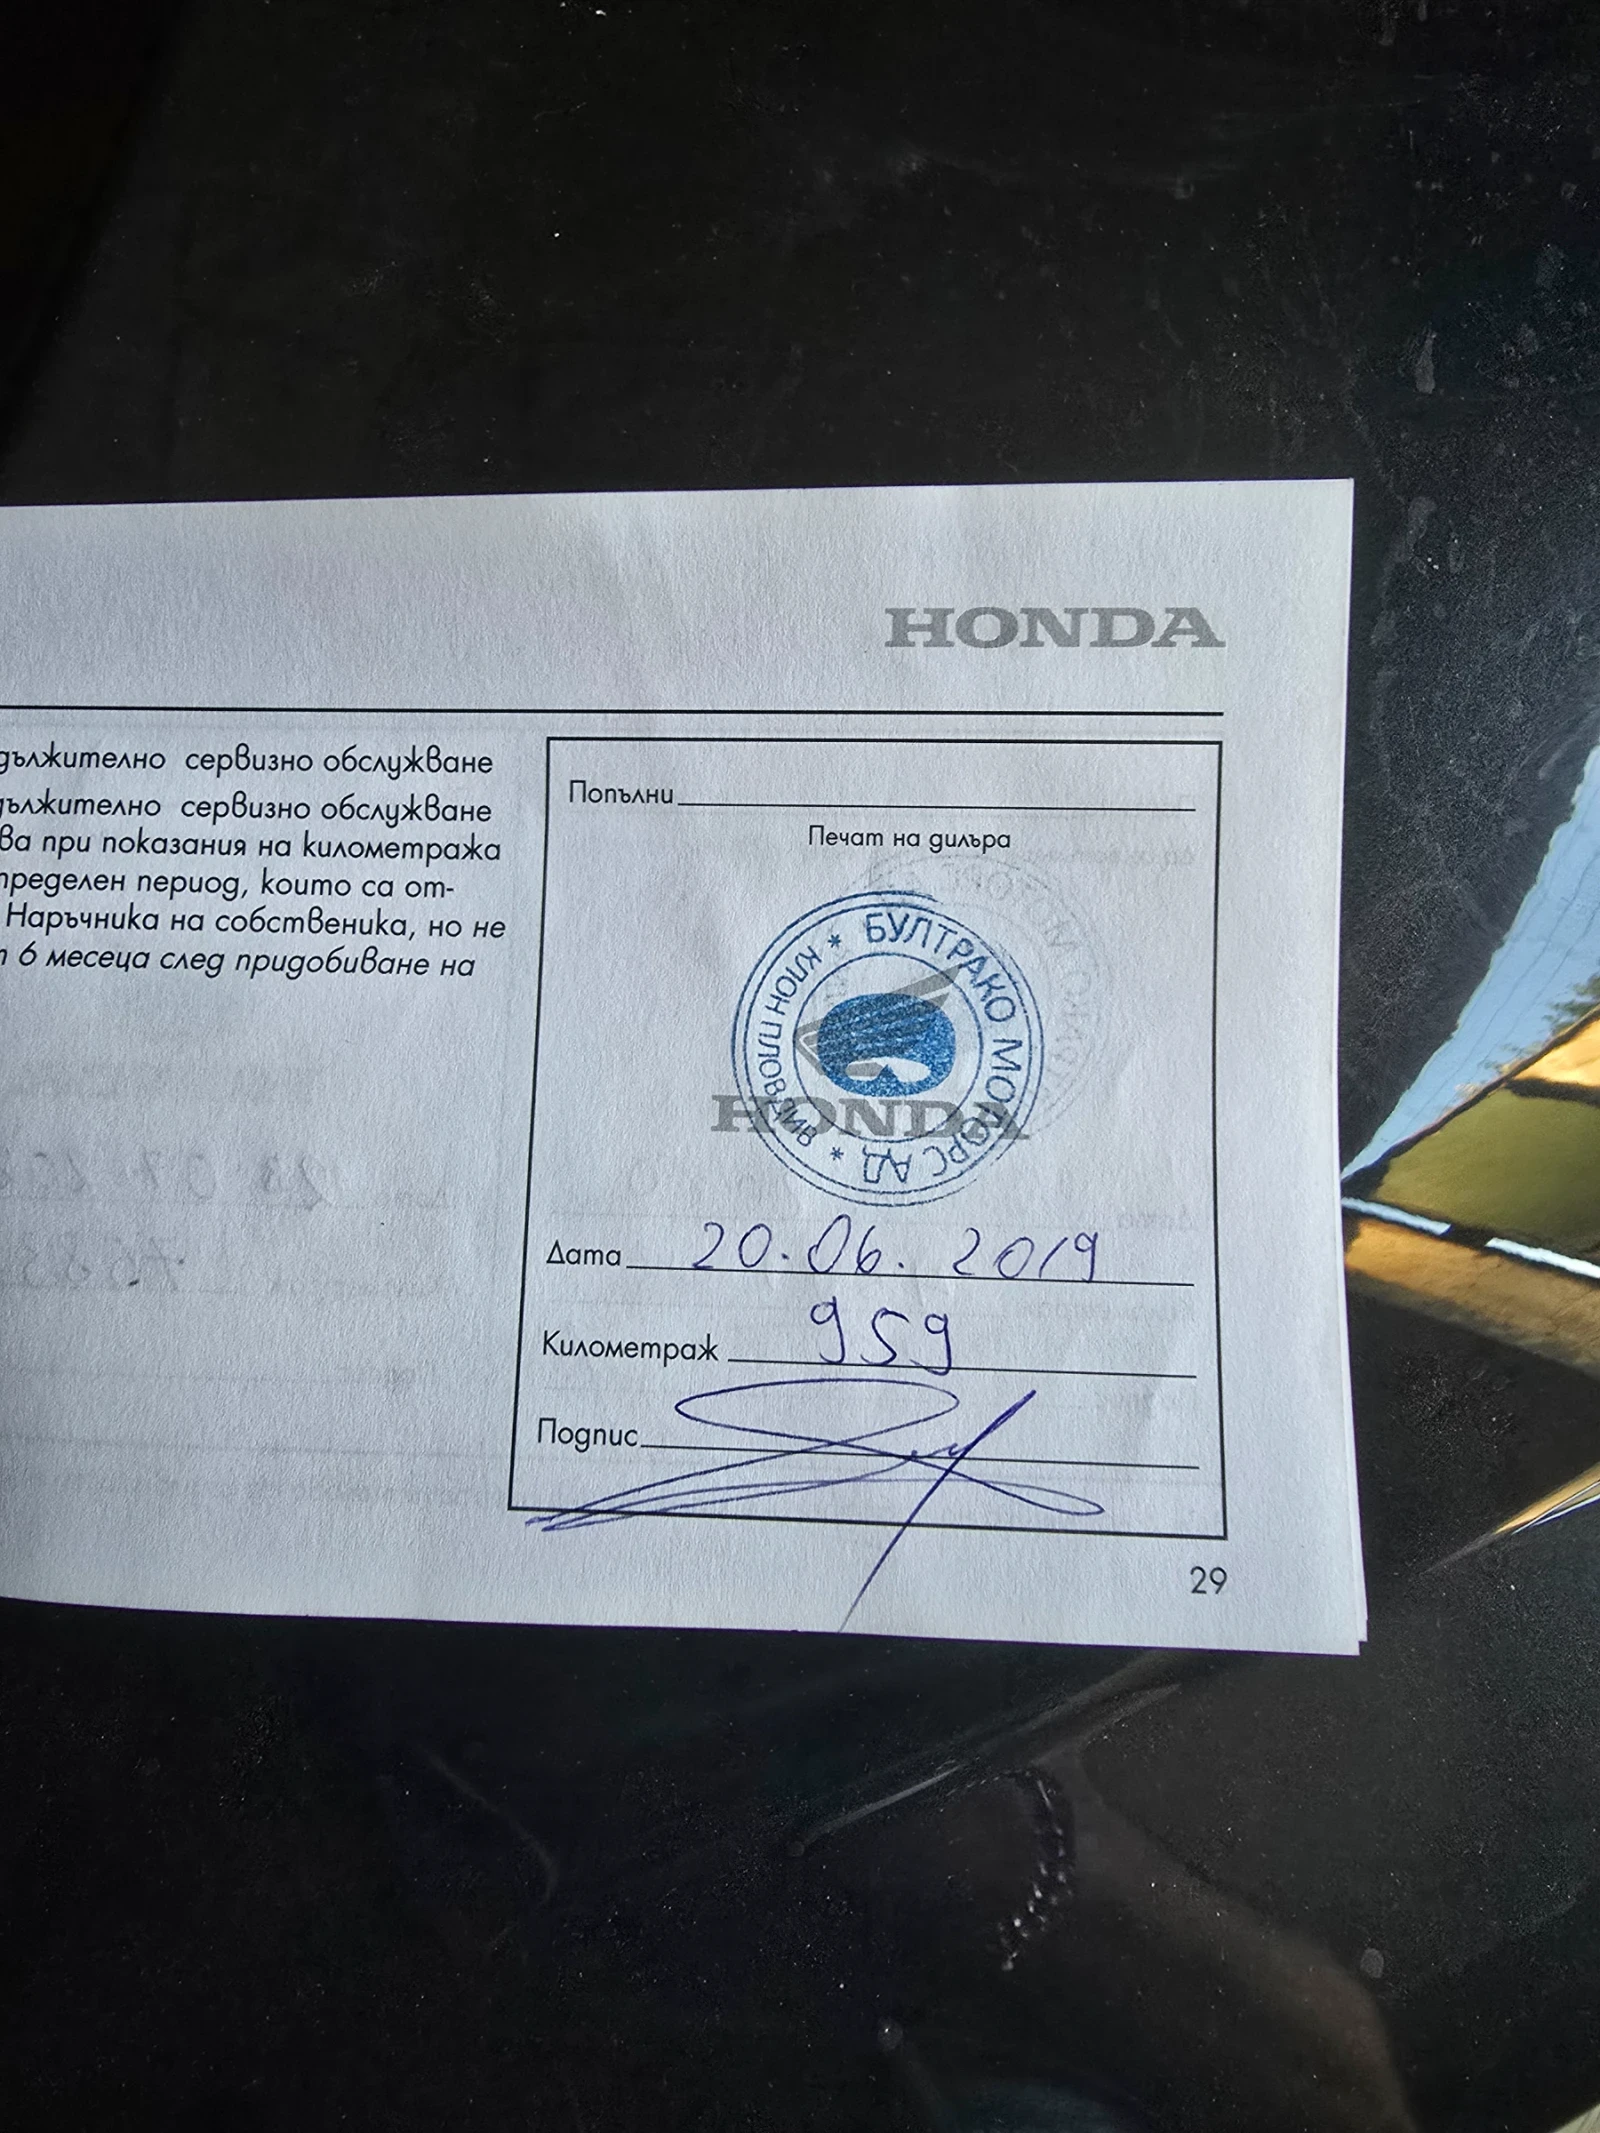 HONDA
дължително сервизно обслужване
дължително сервизно обслужване
ва при показания на километража
пределен период, които са от-
Наръчника на собственика, но не
6 месеца след придобиване на
Попълни
Печат на дилъра
* БУЛТРАКО МОТОРС АД *
HONDA
Дата 20.06.2019
Километраж 959
Подпис
29